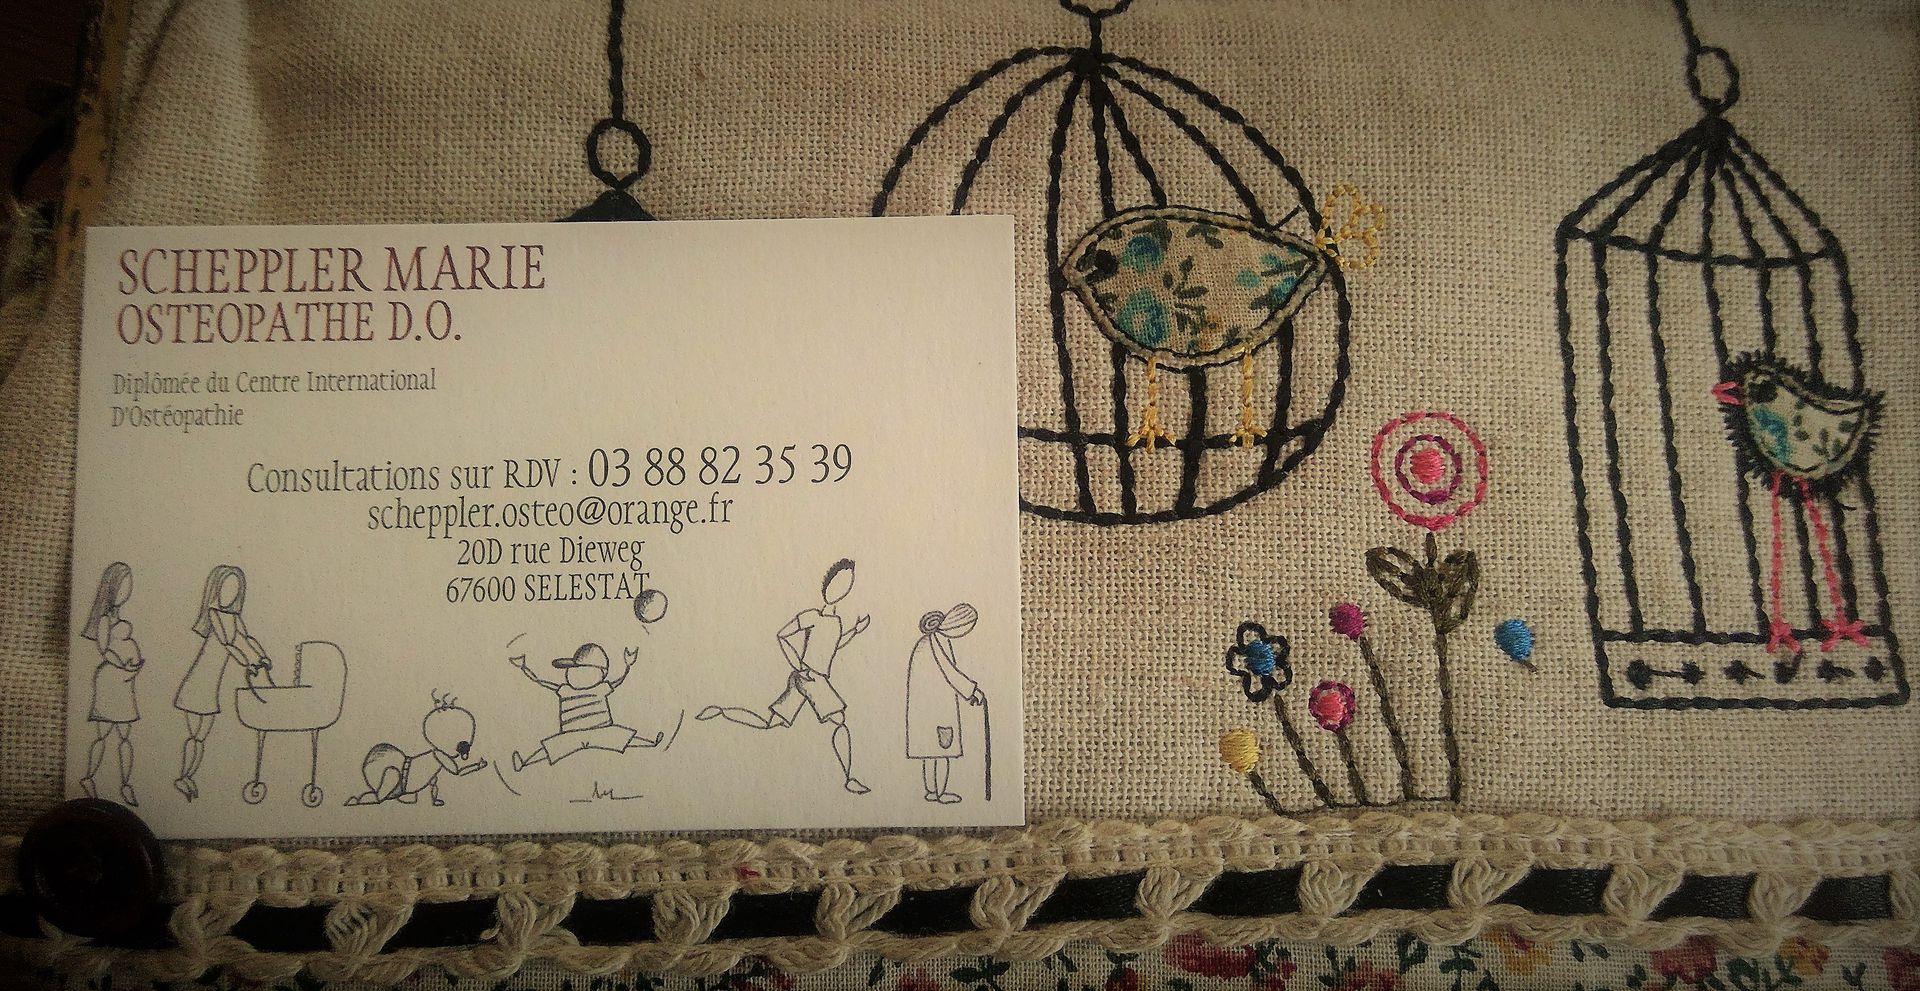 SCHEPPLER MARIE
OSTEOPATHE D.O.
Diplômée du Centre International
D'Ostéopathie
Consultations sur RDV : 03 88 82 35 39
scheppler.osteo@orange.fr
20D rue Dieweg
67600 SELESTAT